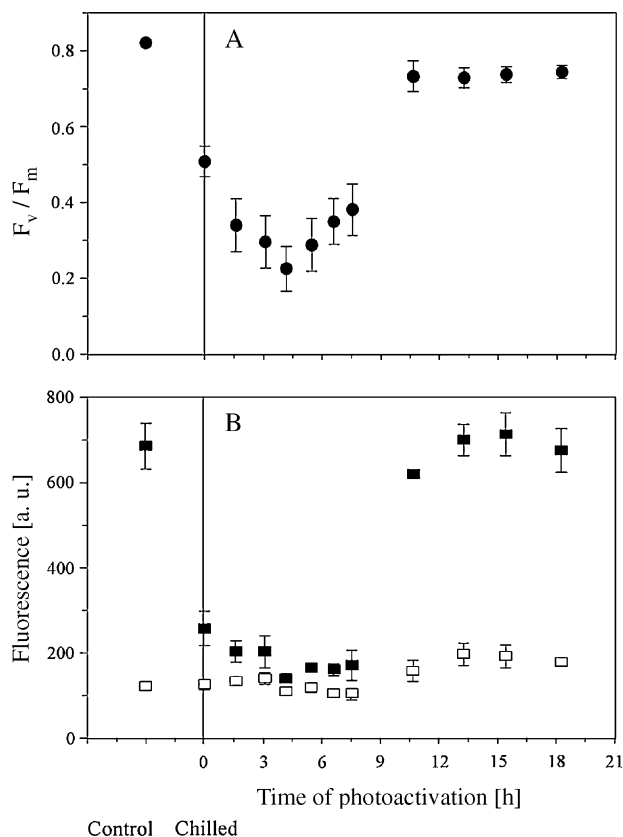 A
0.8
0.6
0.4
0.2
0.0
Fv / Fm
B
800
600
400
200
0
Fluorescence [a. u.]
0 3 6 9 12 15 18 21
Time of photoactivation [h]
Control Chilled